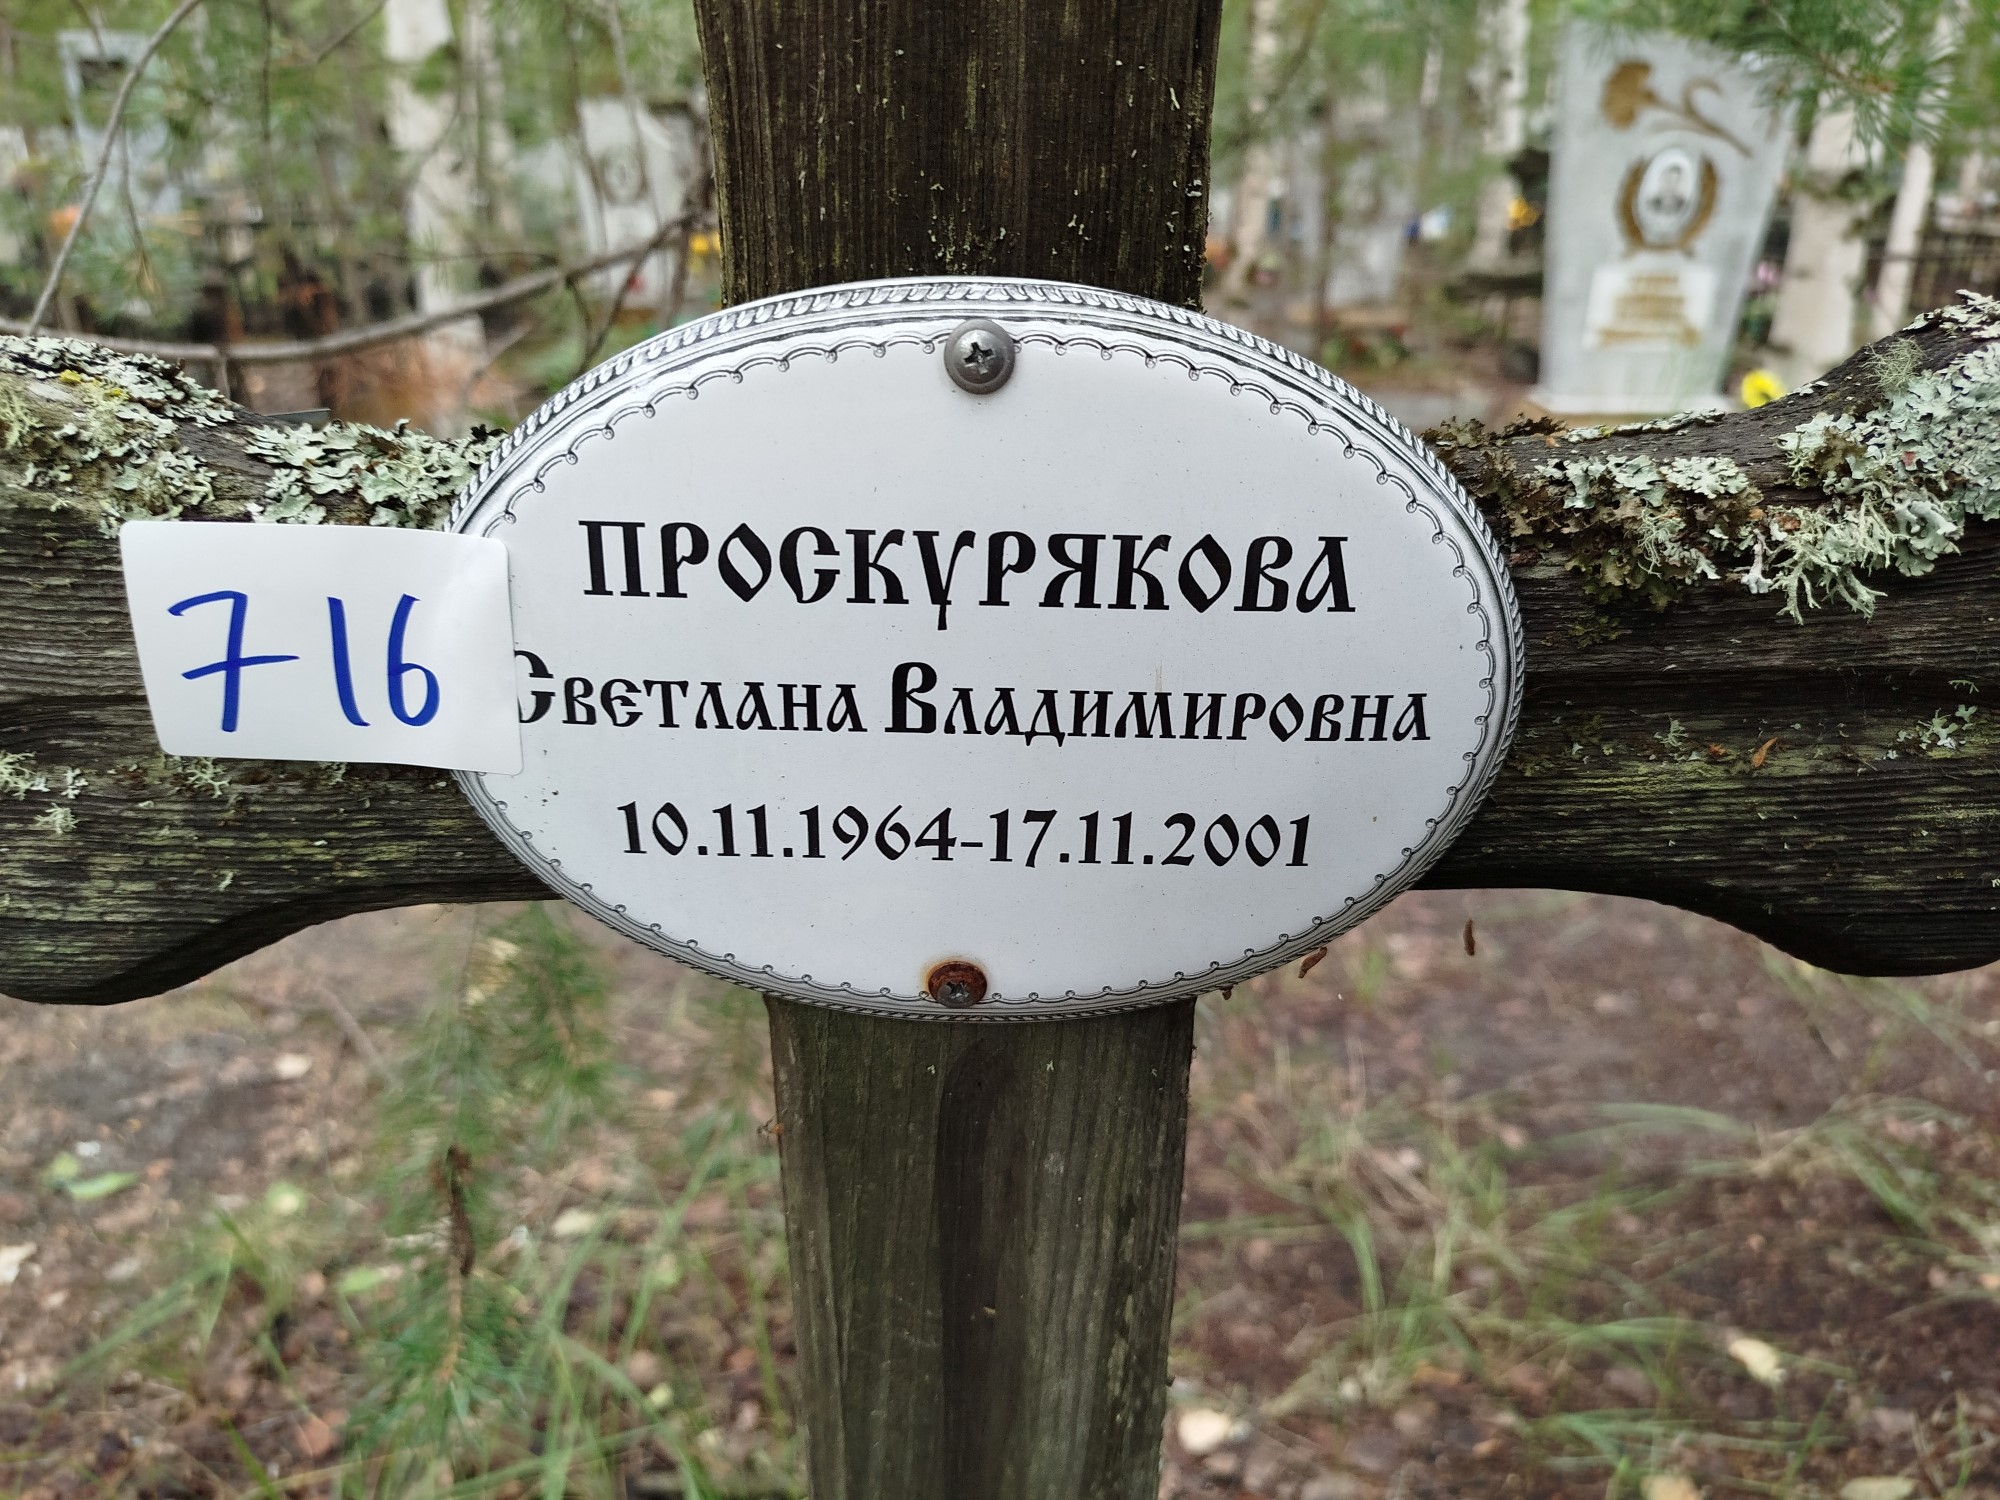 ПРОСКУРЯКОВА
716
Светлана Владимировна
10.11.1964-17.11.2001